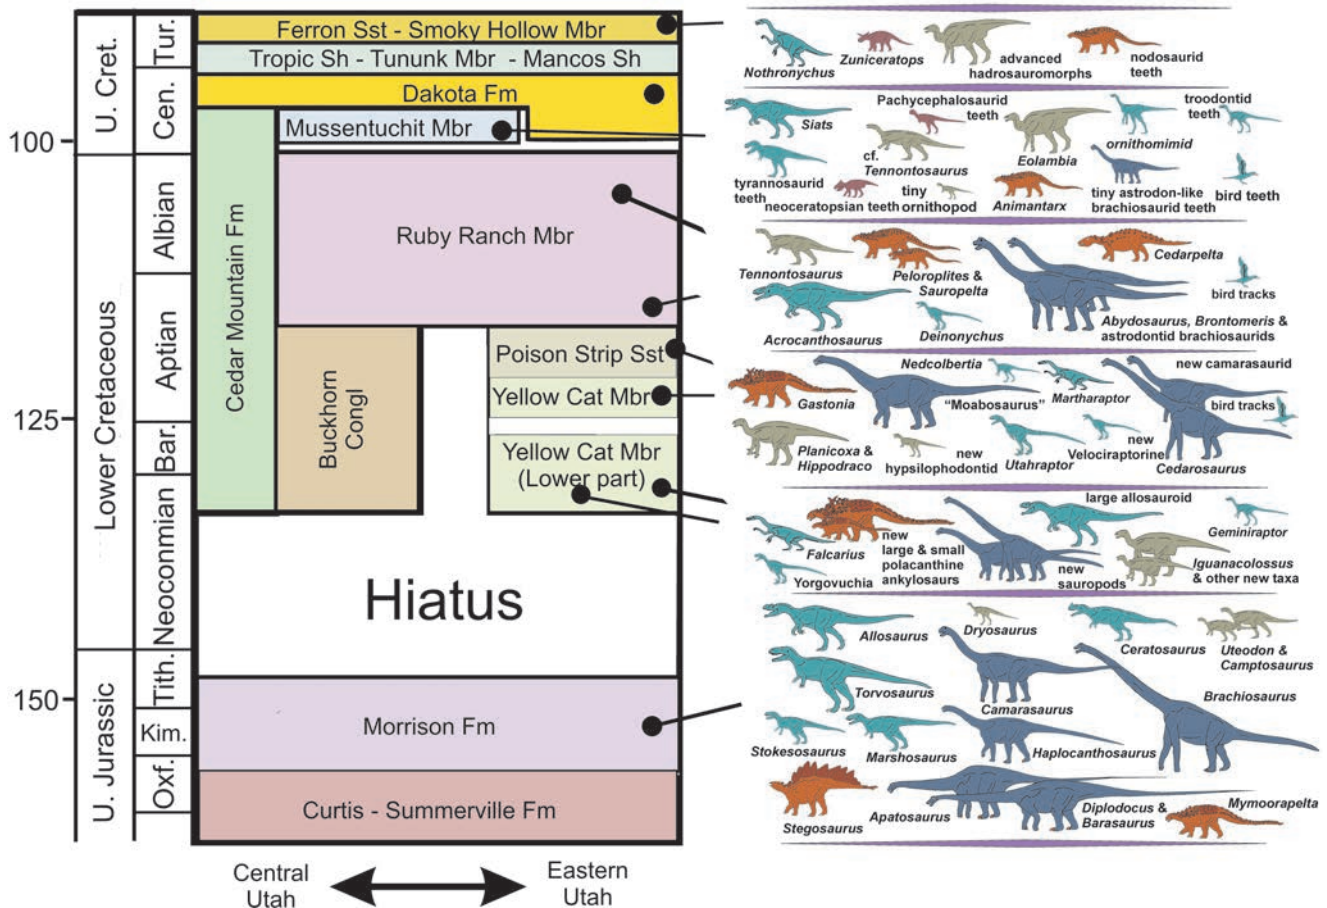 U. Cret.
Tur.
Cen.
100
Lower Cretaceous
Albian
Aptian
125
Bar.
Neoconmian
U. Jurassic
Tith.
150
Kim.
Oxf.
Ferron Sst - Smoky Hollow Mbr
Tropic Sh - Tununk Mbr - Mancos Sh
Dakota Fm
Mussentuchit Mbr
Cedar Mountain Fm
Ruby Ranch Mbr
Buckhorn
Congl
Poison Strip Sst
Yellow Cat Mbr
Yellow Cat Mbr
(Lower part)
Hiatus
Morrison Fm
Curtis - Summerville Fm
Central
Utah
Eastern
Utah
Nothronychus
Zuniceratops
advanced
hadrosauromorphs
nodosaurid
teeth
Siats
Pachycephalosaurid
teeth
cf.
Tennontosaurus
Eolambia
ornithomimid
troodontid
teeth
tyrannosaurid
teeth
neoceratopsian teeth
tiny
ornithopod
Animantarx
tiny astrodon-like
brachiosaurid teeth
bird teeth
Tennontosaurus
Peloroplites &
Sauropelta
Cedarpelta
bird tracks
Acrocanthosaurus
Deinonychus
Abydosaurus, Brontomeris &
astrodontid brachiosaurids
Gastonia
Nedcolbertia
"Moabosaurus"
Martharaptor
new camarasaurid
bird tracks
Planicoxa &
Hippodraco
new
hypsilophodontid
Utahraptor
new
Velociraptorine
Cedarosaurus
Falcarius
Yorgovuchia
new
large & small
polacanthine
ankylosaurs
large allosauroid
new
sauropods
Geminiraptor
Iguanacolossus
& other new taxa
Allosaurus
Dryosaurus
Ceratosaurus
Uteodon &
Camptosaurus
Torvosaurus
Camarasaurus
Brachiosaurus
Stokesosaurus
Marshosaurus
Haplocanthosaurus
Stegosaurus
Apatosaurus
Diplodocus &
Barasaurus
Mymoorapelta